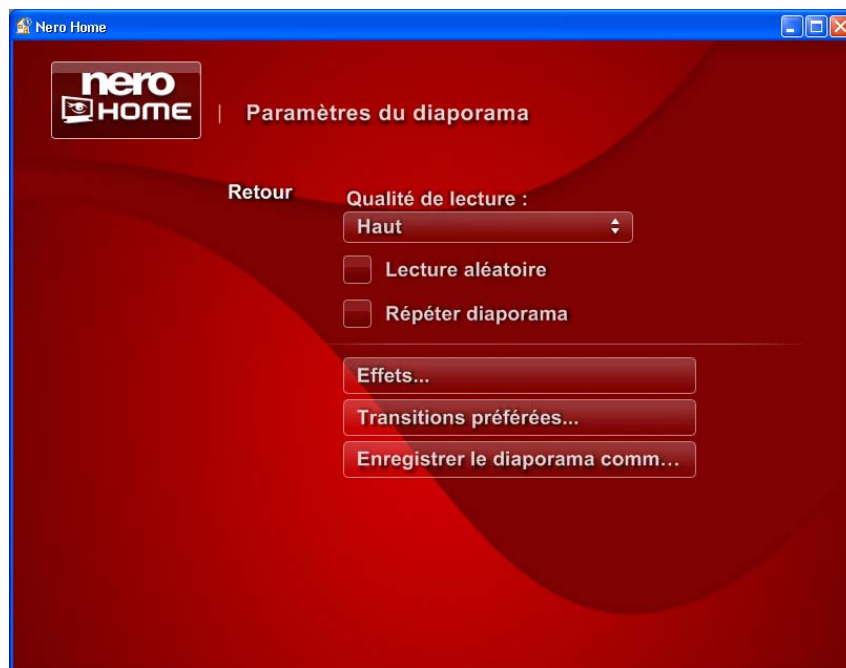 Nero Home
nero
HOME
| Paramètres du diaporama
Retour
Qualité de lecture :
Haut
Lecture aléatoire
Répéter diaporama
Effets...
Transitions préférées...
Enregistrer le diaporama comm...